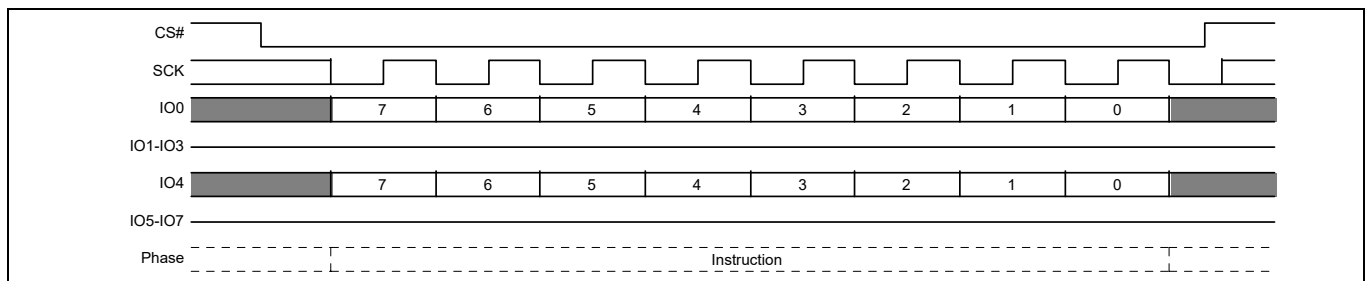 CS#
SCK
IO0 7 6 5 4 3 2 1 0
IO1-IO3
IO4 7 6 5 4 3 2 1 0
IO5-IO7
Phase Instruction